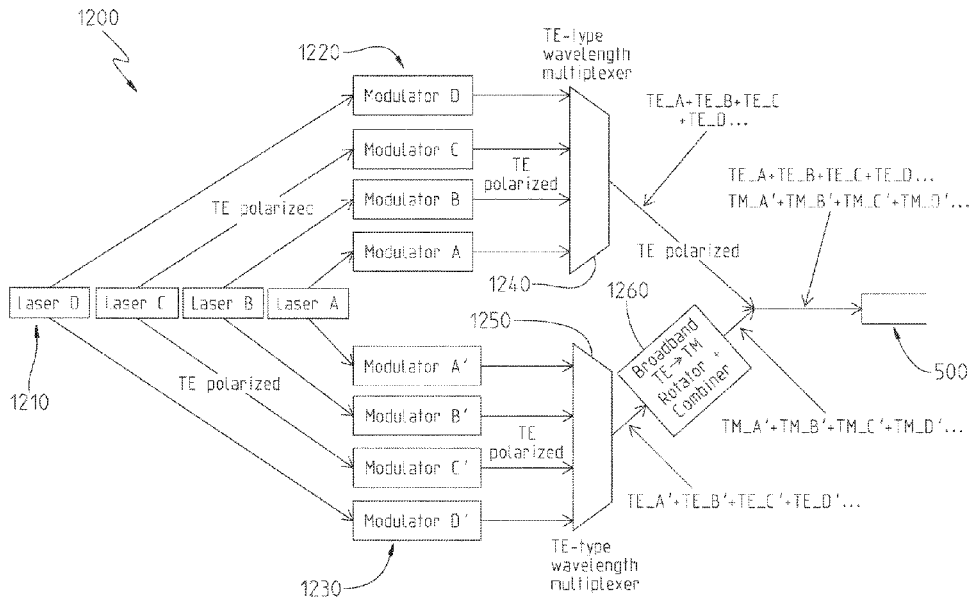 1200
1220
TE-type
wavelength
multiplexer
Modulator D
Modulator C
Modulator B
Modulator A
TE polarized
TE
polarized
TE_A+TE_B+TE_C
+TE_D...
TE_A+TE_B+TE_C+TE_D...
TM_A'+TM_B'+TM_C'+TM_D'...
TE polarized
1240
1260
1250
Laser D
Laser C
Laser B
Laser A
1210
500
Broadband
TE→TM
Rotator +
Combiner
TE polarized
Modulator A'
Modulator B'
Modulator C'
Modulator D'
TE
polarized
TM_A'+TM_B'+TM_C'+TM_D'...
TE_A'+TE_B'+TE_C'+TE_D'...
1230
TE-type
wavelength
multiplexer